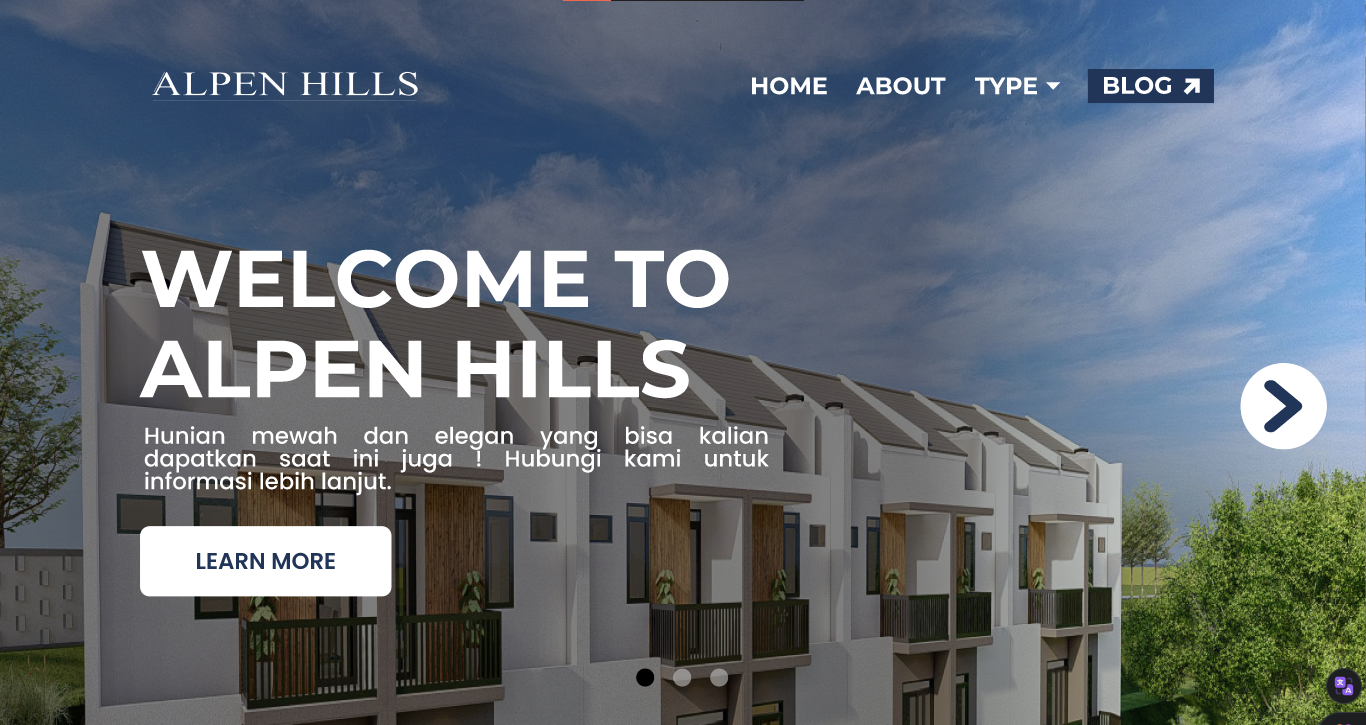 ALPEN HILLS
HOME ABOUT TYPE BLOG
WELCOME TO
ALPEN HILLS
Hunian mewah dan elegan yang bisa kalian
dapatkan saat ini juga ! Hubungi kami untuk
informasi lebih lanjut.
LEARN MORE
文
A